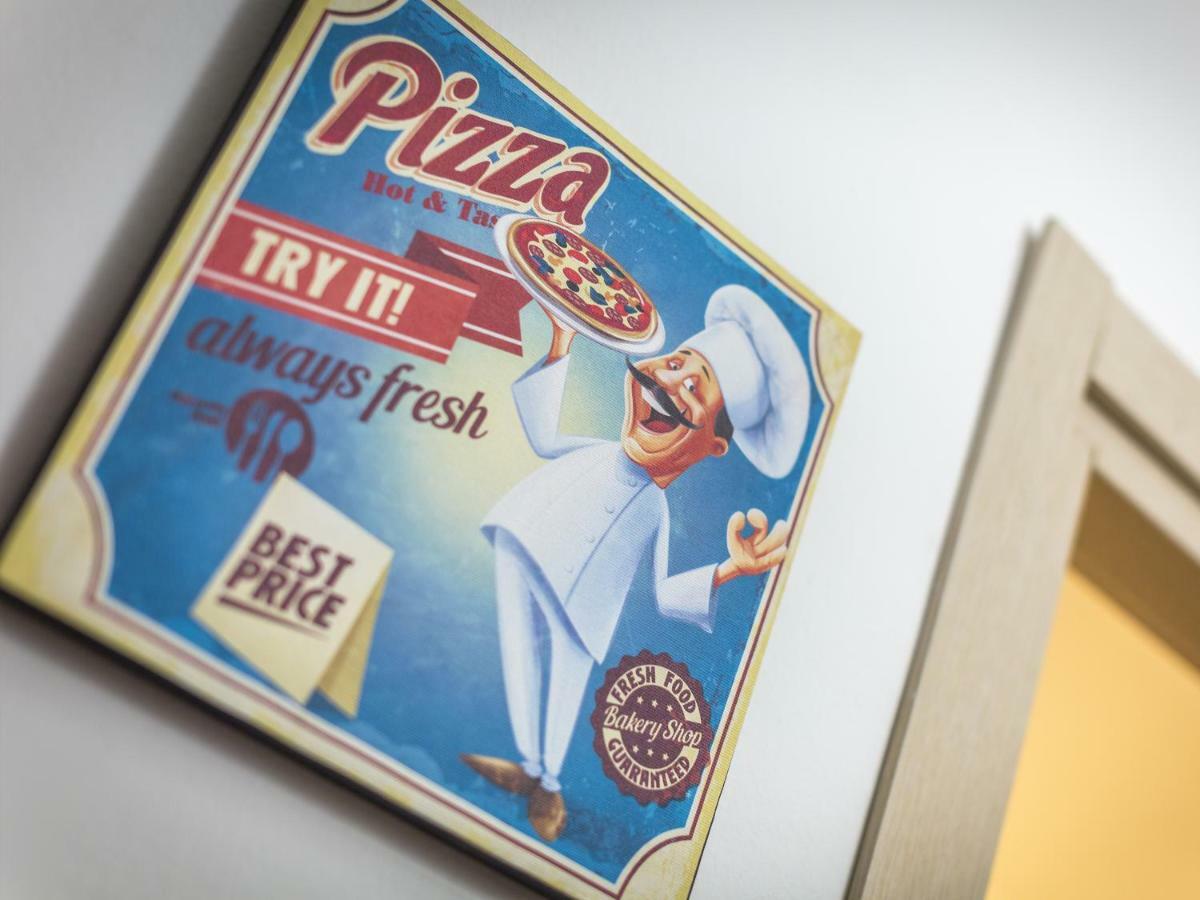 Pizza
Hot & Tas
TRY IT!
always fresh
BEST
PRICE
FRESH FOOD
Bakery Shop
GUARANTEED